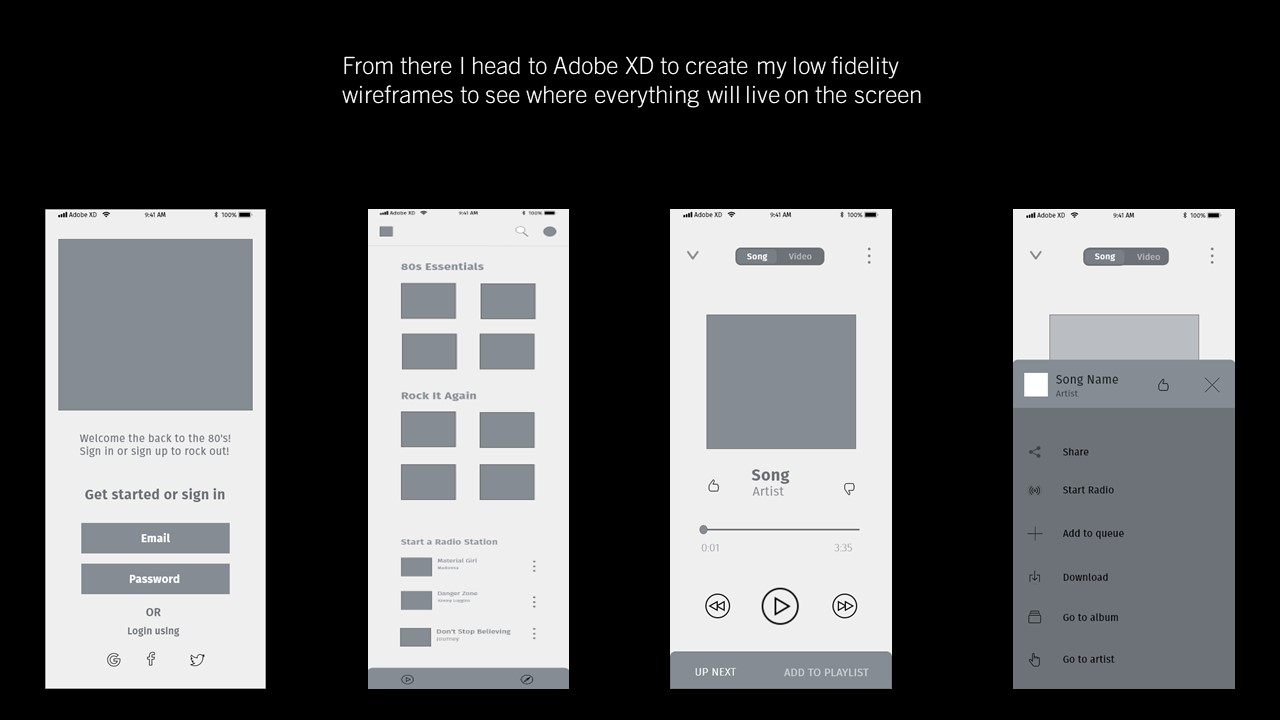 From there I head to Adobe XD to create my low fidelity
wireframes to see where everything will live on the screen
Adobe XD 9:41 AM 100%
Welcome the back to the 80's!
Sign in or sign up to rock out!
Get started or sign in
Email
Password
OR
Login using
Adobe XD 9:41 AM 100%
80s Essentials
Rock It Again
Start a Radio Station
Material Girl
Madonna
Danger Zone
Kenny Loggins
Don't Stop Believing
Journey
Adobe XD 9:41 AM 100%
Song Video
Song
Artist
0:01 3:35
UP NEXT ADD TO PLAYLIST
Adobe XD 9:41 AM 100%
Song Video
Song Name
Artist
Share
Start Radio
Add to queue
Download
Go to album
Go to artist